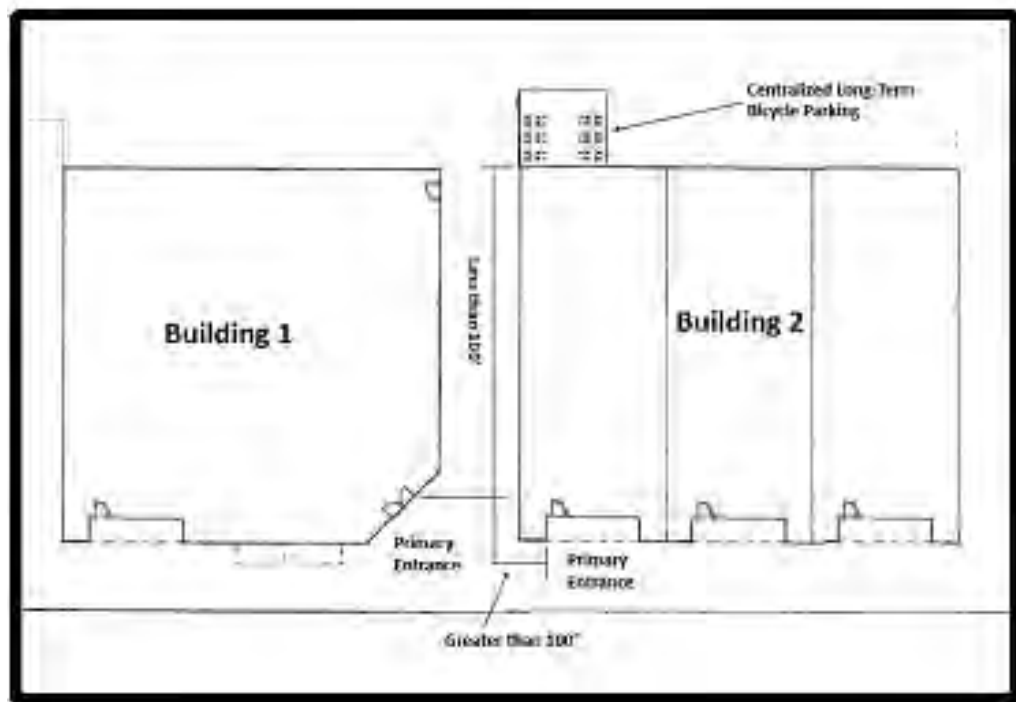 Centralized Long-Term
Bicycle Parking
Less than 100'
Building 1
Building 2
Primary
Entrance
Primary
Entrance
Greater than 100'